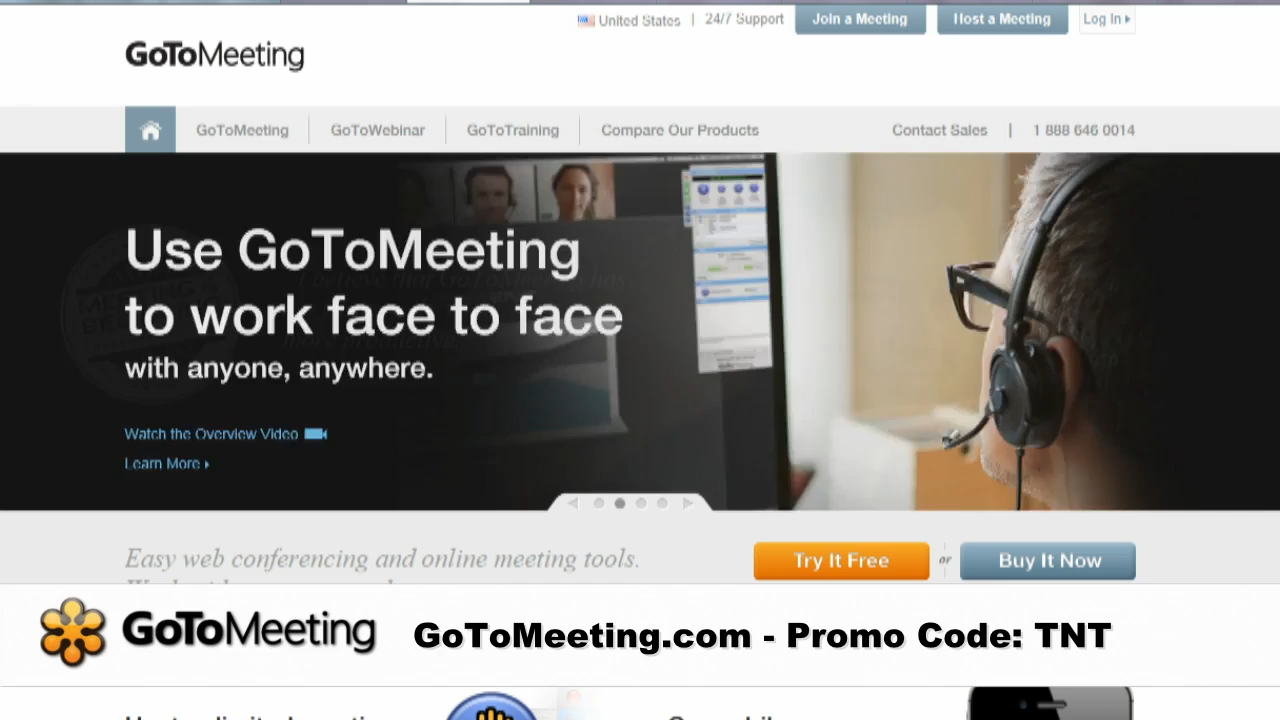 United States | 24/7 Support Join a Meeting Host a Meeting Log In
GoToMeeting
GoToMeeting GoToWebinar GoToTraining Compare Our Products Contact Sales | 1 888 646 0014
Use GoToMeeting
to work face to face
with anyone, anywhere.
Watch the Overview Video
Learn More
Easy web conferencing and online meeting tools.
Try It Free or Buy It Now
GoToMeeting GoToMeeting.com - Promo Code: TNT